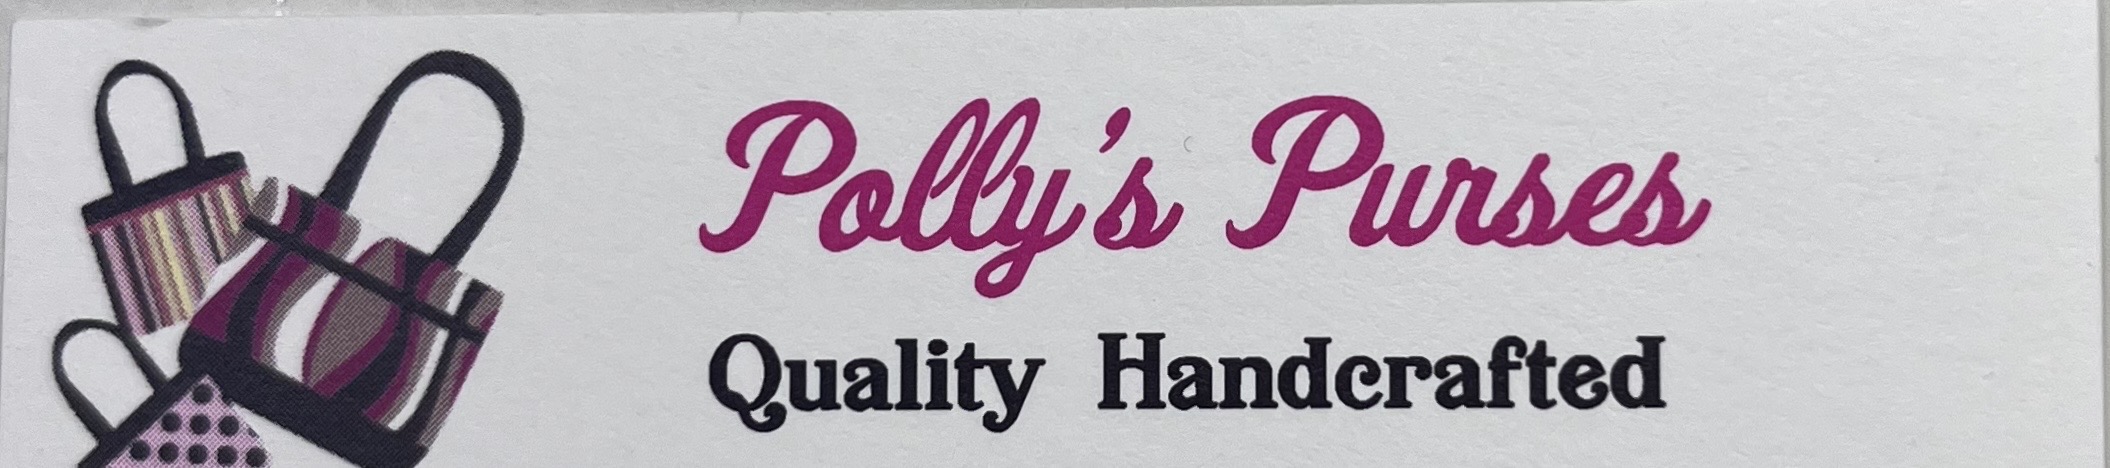 Polly's Purses
Quality Handcrafted